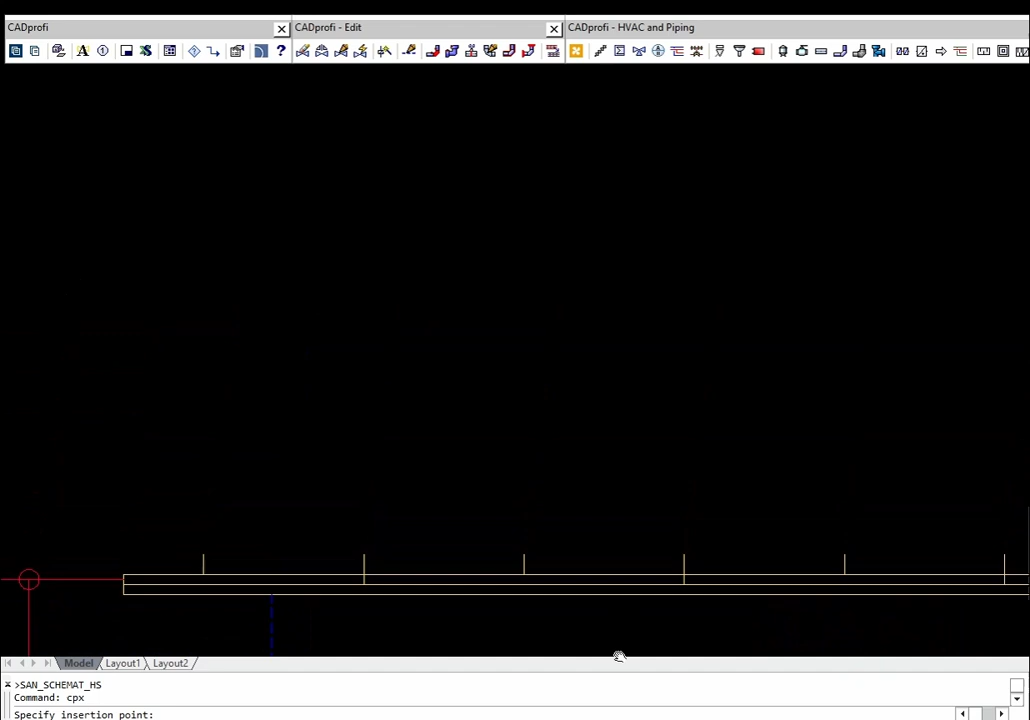 CADprofi
CADprofi - Edit
CADprofi - HVAC and Piping
Model
Layout1
Layout2
>SAN_SCHEMAT_HS
Command: cpx
Specify insertion point: